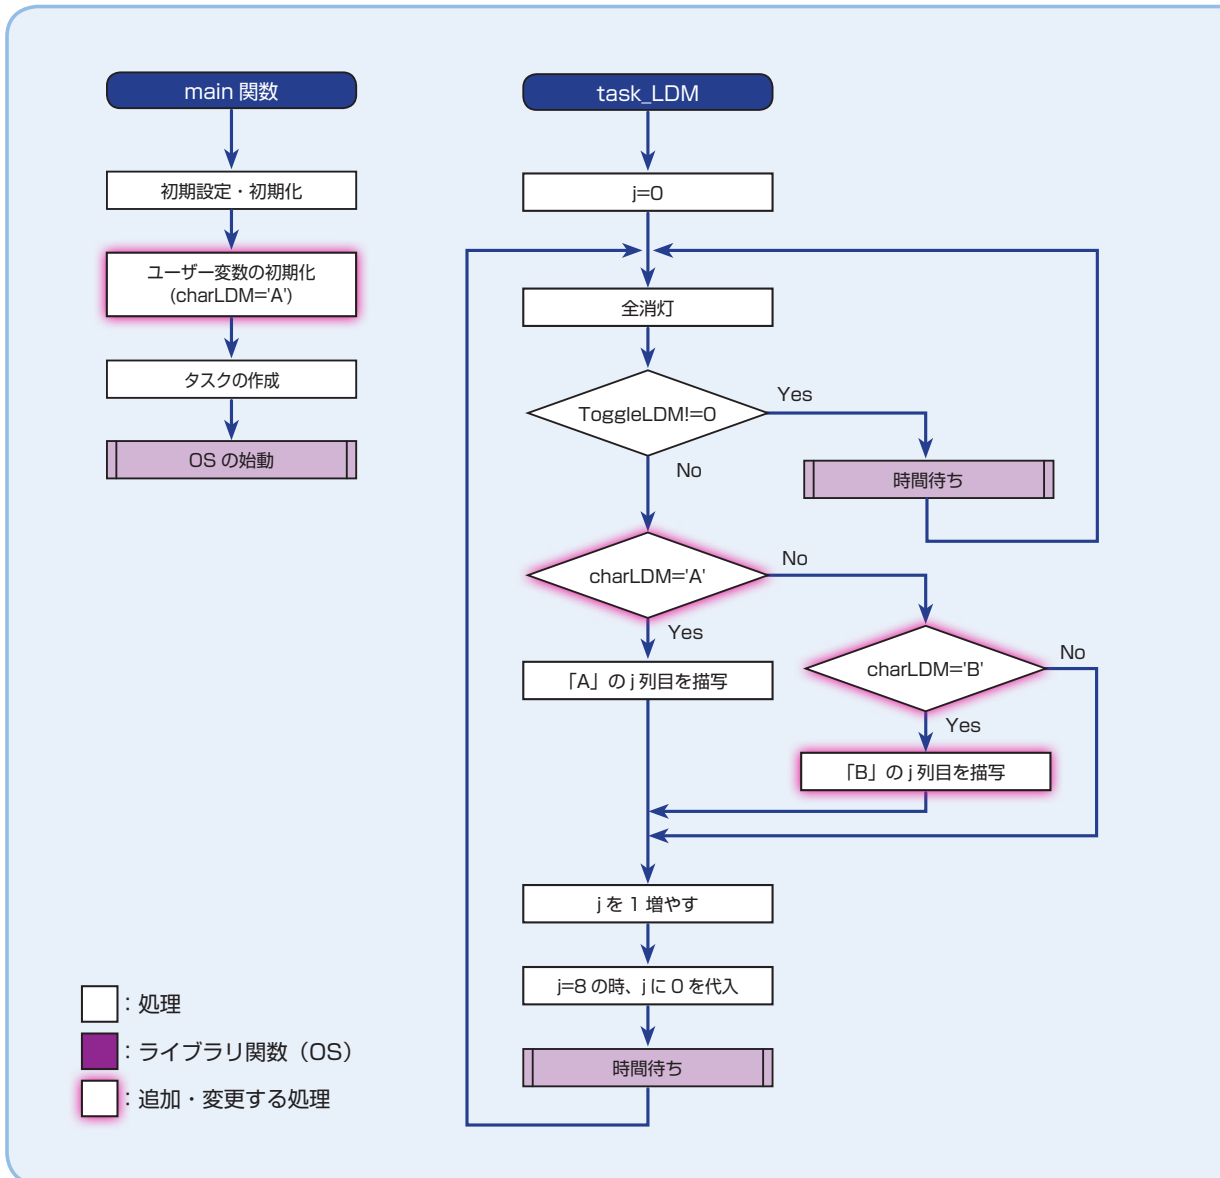 main 関数
初期設定・初期化
ユーザー変数の初期化
(charLDM='A')
タスクの作成
OS の始動
task_LDM
j=0
全消灯
ToggleLDM!=0
Yes
No
時間待ち
charLDM='A'
No
Yes
「A」の j 列目を描写
charLDM='B'
No
Yes
「B」の j 列目を描写
j を 1 増やす
j=8 の時、j に 0 を代入
時間待ち
：処理
：ライブラリ関数（OS）
：追加・変更する処理